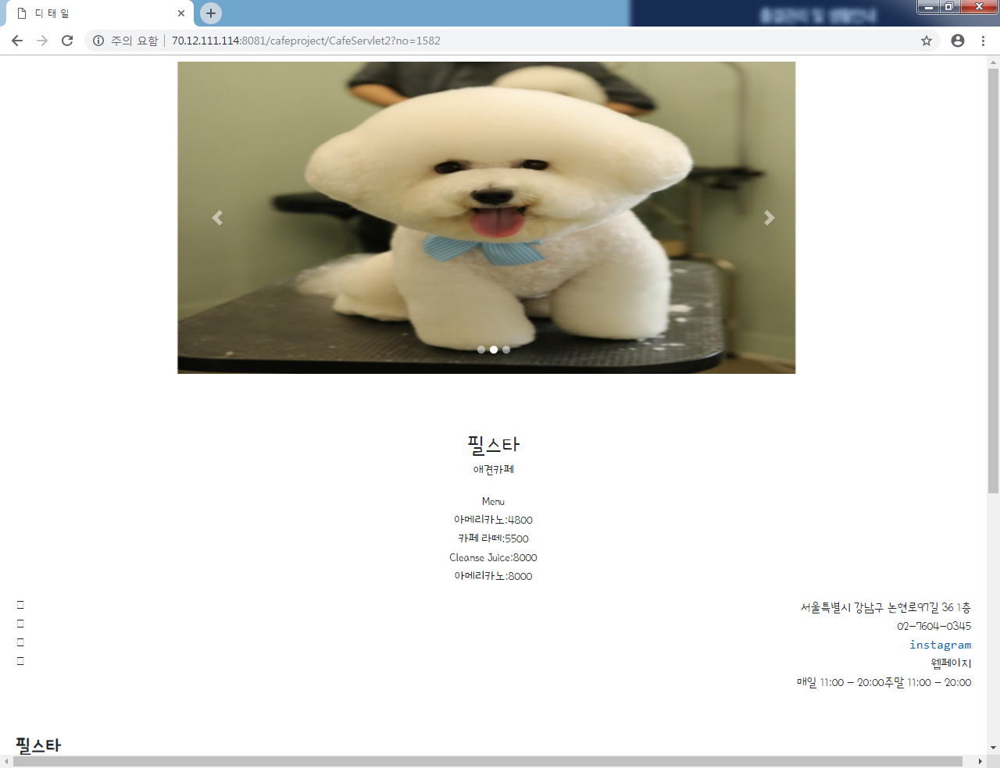 디 태 일
주의 요함
70.12.111.114:8081/cafeproject/CafeServlet2?no=1582
필스타
애견카페
Menu
아메리카노:4800
카페 라떼:5500
Cleanse Juice:8000
아메리카노:8000
서울특별시 강남구 논현로97길 36 1층
02-7604-0345
instagram
웹페이지
매일 11:00 - 20:00주말 11:00 - 20:00
필스타